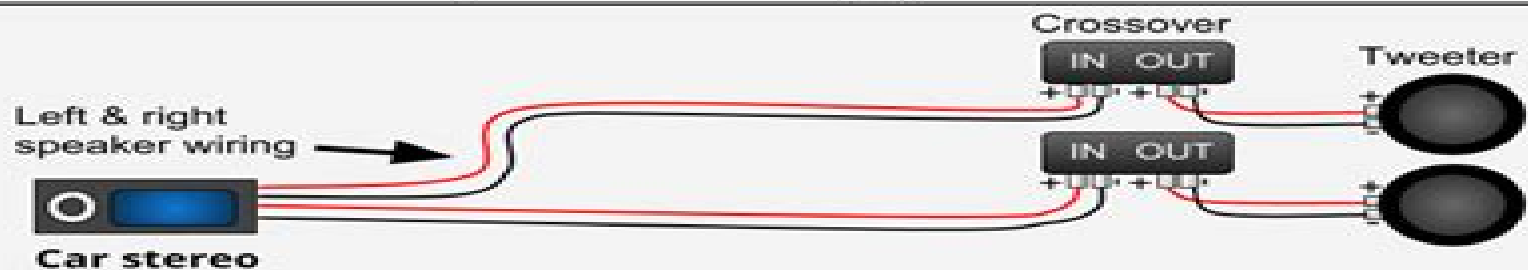 Crossover
IN OUT
Tweeter
+ - + -
+
-
Left & right
speaker wiring
IN OUT
+ - + -
+
-
Car stereo